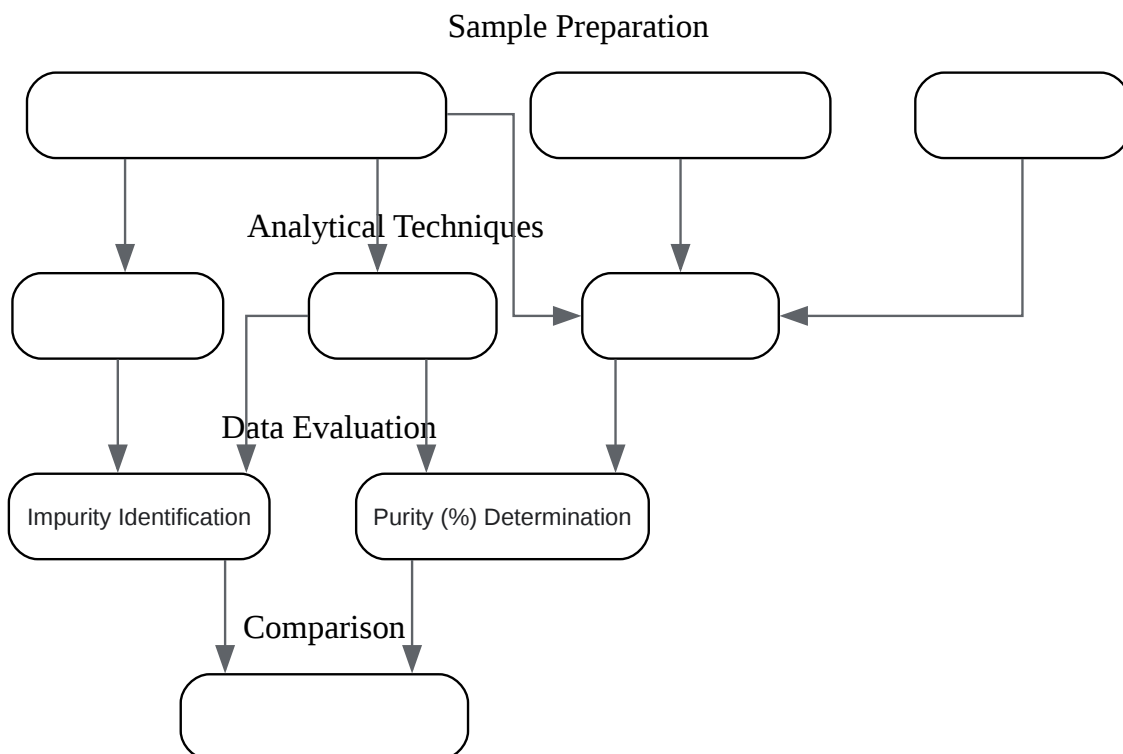 Sample Preparation
Analytical Techniques
Data Evaluation
Impurity Identification
Purity (%) Determination
Comparison